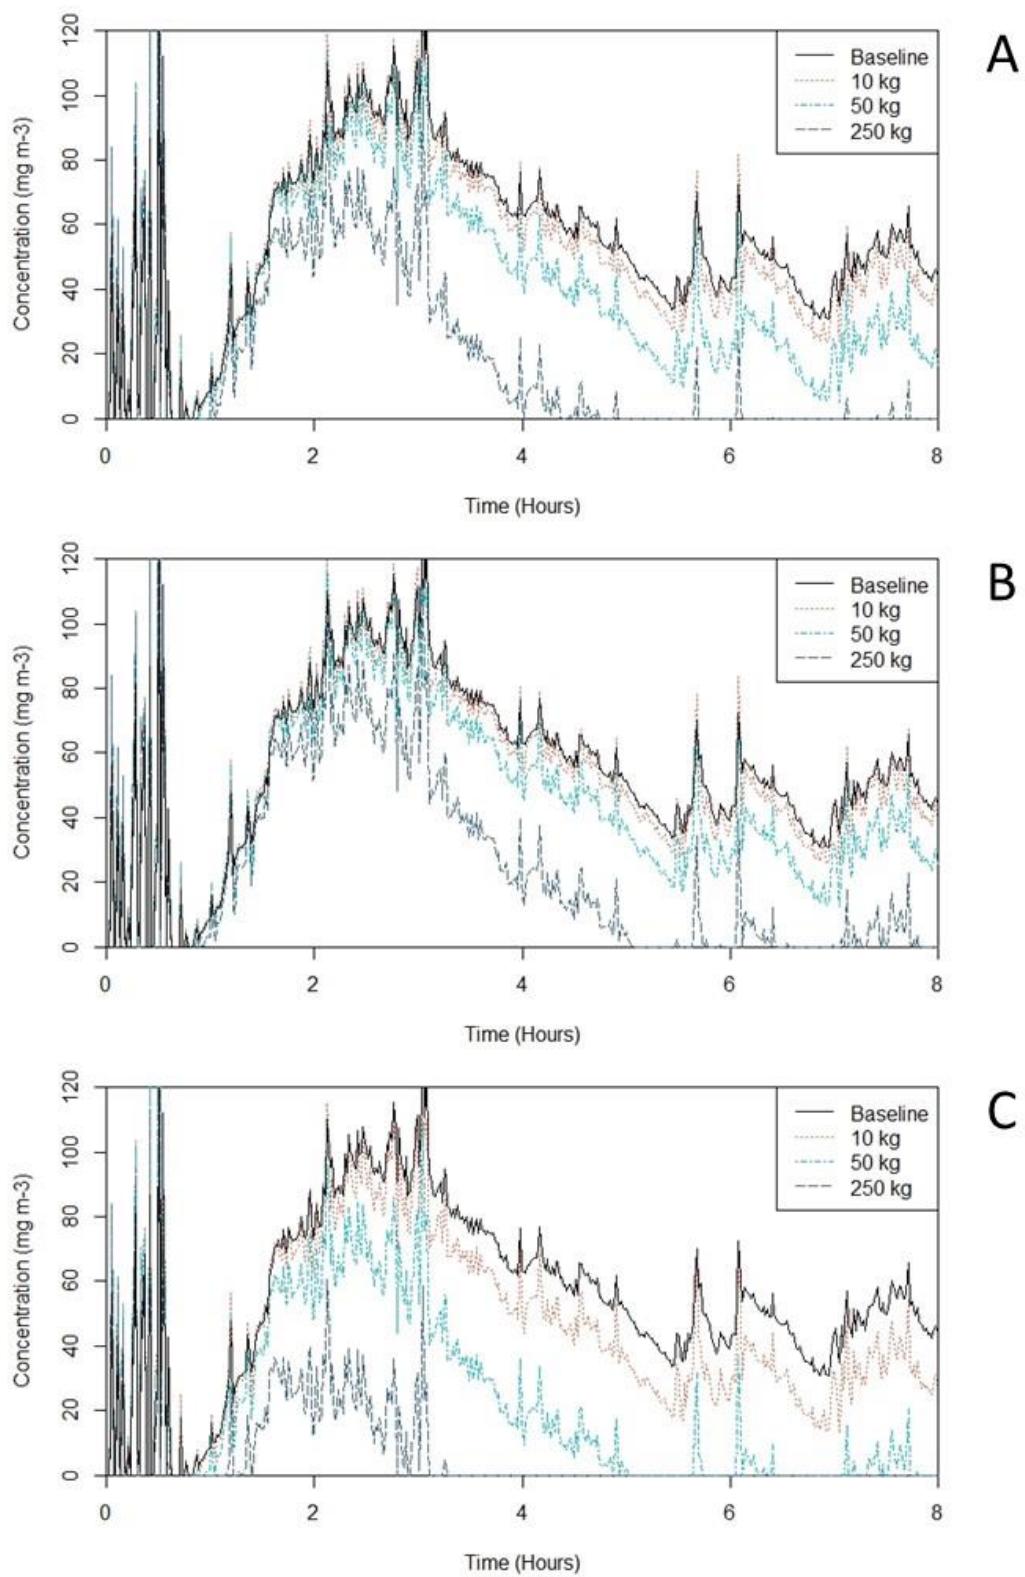 A
Baseline
10 kg
50 kg
250 kg
Concentration (mg m-3)
120
100
80
60
40
20
0
0 2 4 6 8
Time (Hours)
B
Baseline
10 kg
50 kg
250 kg
Concentration (mg m-3)
120
100
80
60
40
20
0
0 2 4 6 8
Time (Hours)
C
Baseline
10 kg
50 kg
250 kg
Concentration (mg m-3)
120
100
80
60
40
20
0
0 2 4 6 8
Time (Hours)